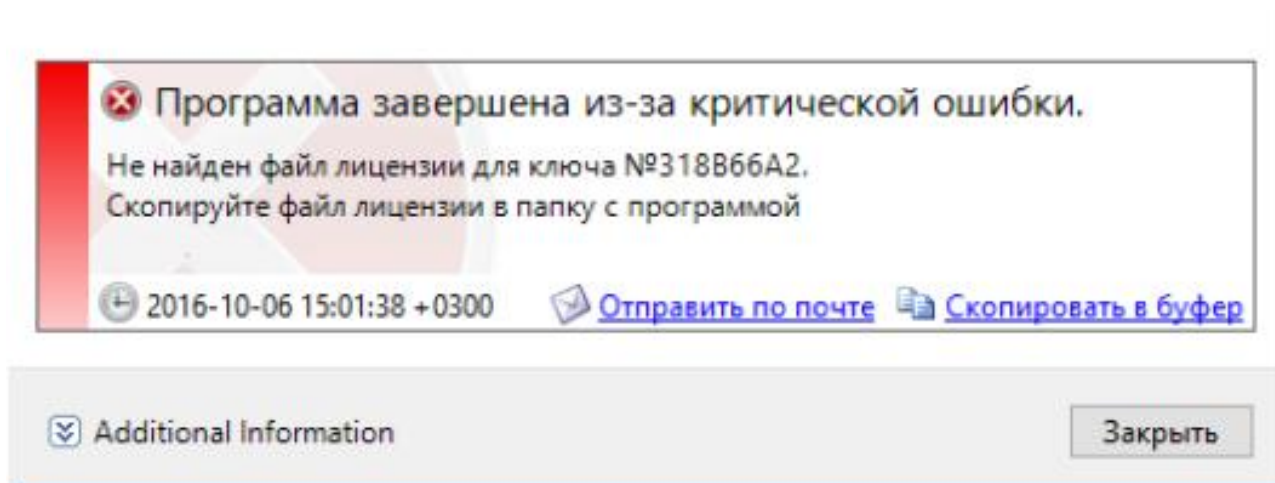 Программа завершена из-за критической ошибки.
Не найден файл лицензии для ключа №318B66A2.
Скопируйте файл лицензии в папку с программой
2016-10-06 15:01:38 +0300 Отправить по почте Скопировать в буфер
Additional Information Закрыть